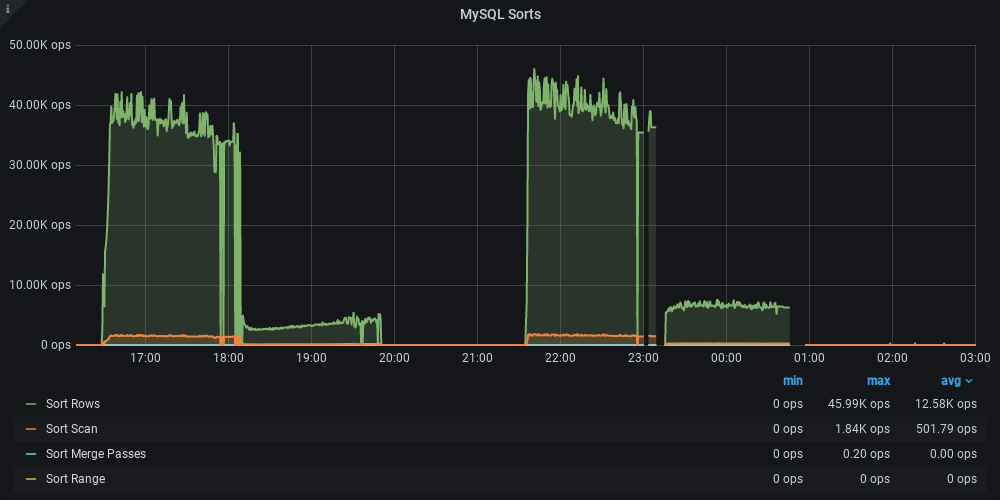 i
MySQL Sorts
50.00K ops
40.00K ops
30.00K ops
20.00K ops
10.00K ops
0 ops
17:00 18:00 19:00 20:00 21:00 22:00 23:00 00:00 01:00 02:00 03:00
min max avg
Sort Rows 0 ops 45.99K ops 12.58K ops
Sort Scan 0 ops 1.84K ops 501.79 ops
Sort Merge Passes 0 ops 0.20 ops 0.00 ops
Sort Range 0 ops 0 ops 0 ops